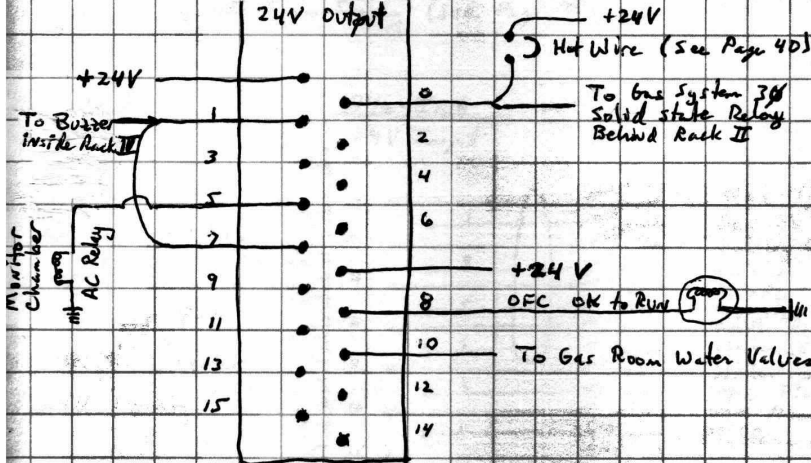 24V Output
+24V
Hot Wire (See Page 40)
+24V
0
To Gas System 3Ø
Solid state Relay
Behind Rack II
1
To Buzzer
inside Rack II
2
3
4
5
6
7
Monitor
Chamber
AC Relay
+24 V
8
OFC OK to Run
9
10
To Gas Room Water Valves
11
12
13
14
15